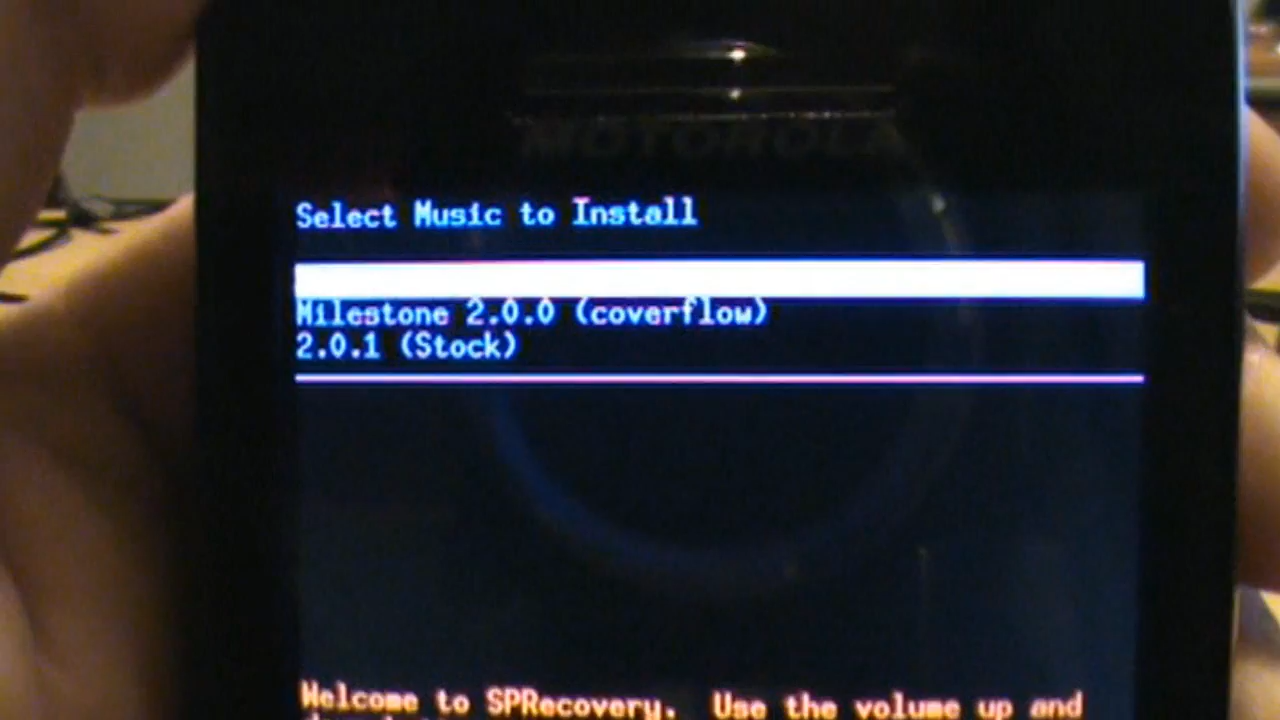 MOTOROLA
Select Music to Install
Milestone 2.0.0 (coverflow)
2.0.1 (Stock)
Welcome to SPRecovery.  Use the volume up and